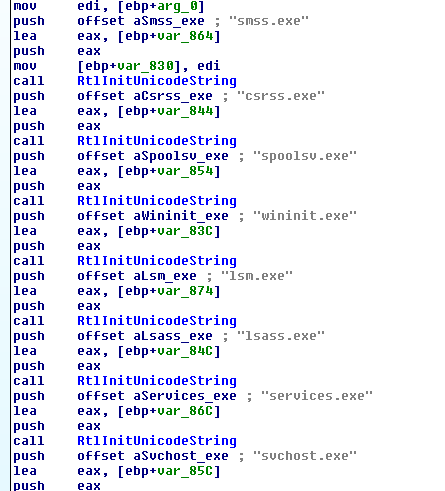 mov edi, [ebp+arg_0]
push offset aSmss_exe ; "smss.exe"
lea eax, [ebp+var_864]
push eax
mov [ebp+var_830], edi
call RtlInitUnicodeString
push offset aCsrss_exe ; "csrss.exe"
lea eax, [ebp+var_844]
push eax
call RtlInitUnicodeString
push offset aSpoolsv_exe ; "spoolsv.exe"
lea eax, [ebp+var_854]
push eax
call RtlInitUnicodeString
push offset aWininit_exe ; "wininit.exe"
lea eax, [ebp+var_83C]
push eax
call RtlInitUnicodeString
push offset aLsm_exe ; "lsm.exe"
lea eax, [ebp+var_874]
push eax
call RtlInitUnicodeString
push offset aLsass_exe ; "lsass.exe"
lea eax, [ebp+var_84C]
push eax
call RtlInitUnicodeString
push offset aServices_exe ; "services.exe"
lea eax, [ebp+var_86C]
push eax
call RtlInitUnicodeString
push offset aSvchost_exe ; "svchost.exe"
lea eax, [ebp+var_85C]
push eax